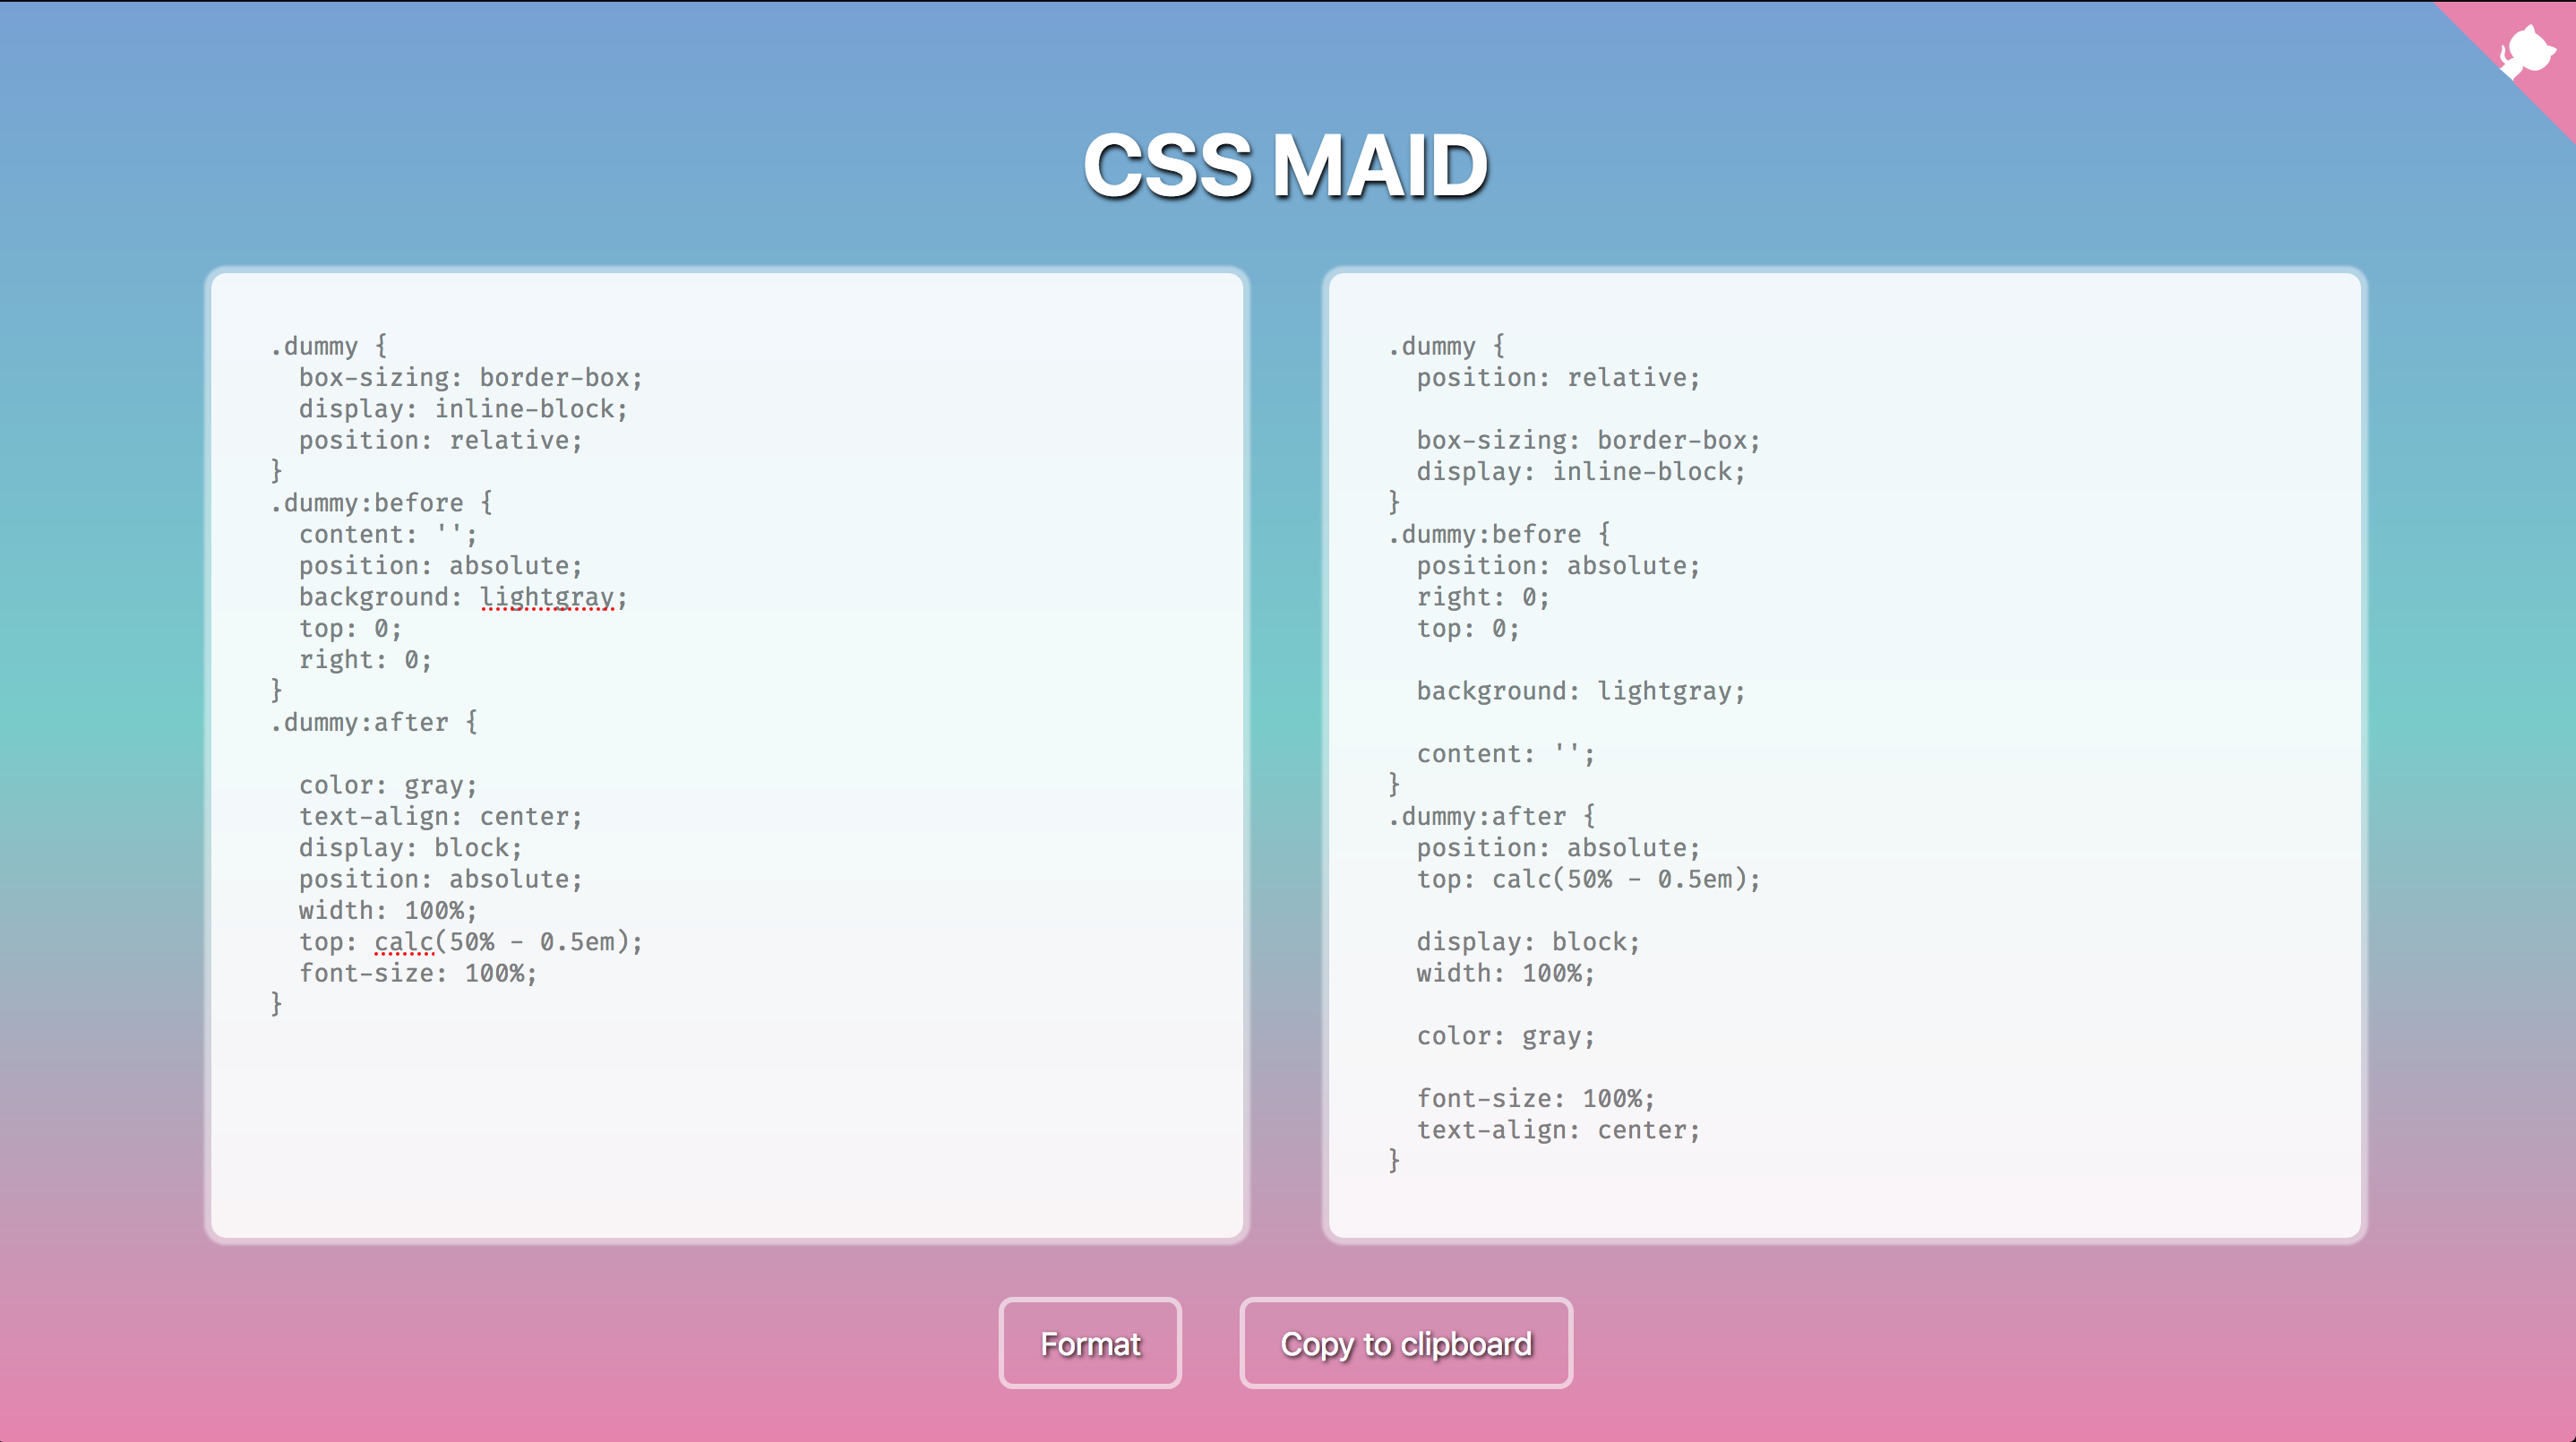 CSS MAID
.dummy {
  box-sizing: border-box;
  display: inline-block;
  position: relative;
}
.dummy:before {
  content: '';
  position: absolute;
  background: lightgray;
  top: 0;
  right: 0;
}
.dummy:after {

  color: gray;
  text-align: center;
  display: block;
  position: absolute;
  width: 100%;
  top: calc(50% - 0.5em);
  font-size: 100%;
}
.dummy {
  position: relative;

  box-sizing: border-box;
  display: inline-block;
}
.dummy:before {
  position: absolute;
  right: 0;
  top: 0;

  background: lightgray;

  content: '';
}
.dummy:after {
  position: absolute;
  top: calc(50% - 0.5em);

  display: block;
  width: 100%;

  color: gray;

  font-size: 100%;
  text-align: center;
}
Format
Copy to clipboard